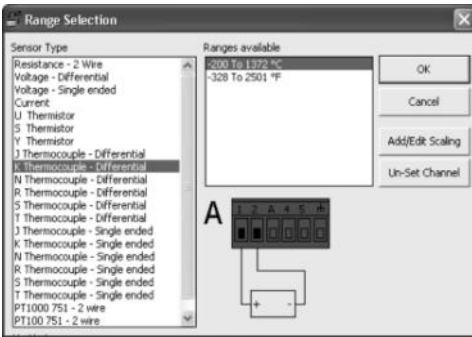 Range Selection
Sensor Type
Resistance - 2 Wire
Voltage - Differential
Voltage - Single ended
Current
U Thermistor
S Thermistor
Y Thermistor
J Thermocouple - Differential
K Thermocouple - Differential
N Thermocouple - Differential
R Thermocouple - Differential
S Thermocouple - Differential
T Thermocouple - Differential
J Thermocouple - Single ended
K Thermocouple - Single ended
N Thermocouple - Single ended
R Thermocouple - Single ended
S Thermocouple - Single ended
T Thermocouple - Single ended
PT1000 751 - 2 wire
PT100 751 - 2 wire
Ranges available
-200 To 1372 °C
-328 To 2501 °F
OK
Cancel
Add/Edit Scaling
Un-Set Channel
A
1 2 A 4 5
+ -